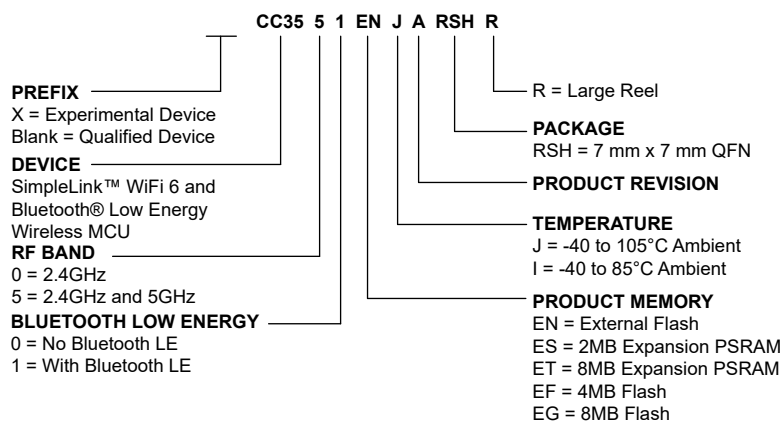 CC35 5 1 EN J A RSH R
PREFIX
X = Experimental Device
Blank = Qualified Device
DEVICE
SimpleLink™ WiFi 6 and
Bluetooth® Low Energy
Wireless MCU
RF BAND
0 = 2.4GHz
5 = 2.4GHz and 5GHz
BLUETOOTH LOW ENERGY
0 = No Bluetooth LE
1 = With Bluetooth LE
R = Large Reel
PACKAGE
RSH = 7 mm x 7 mm QFN
PRODUCT REVISION
TEMPERATURE
J = -40 to 105°C Ambient
I = -40 to 85°C Ambient
PRODUCT MEMORY
EN = External Flash
ES = 2MB Expansion PSRAM
ET = 8MB Expansion PSRAM
EF = 4MB Flash
EG = 8MB Flash